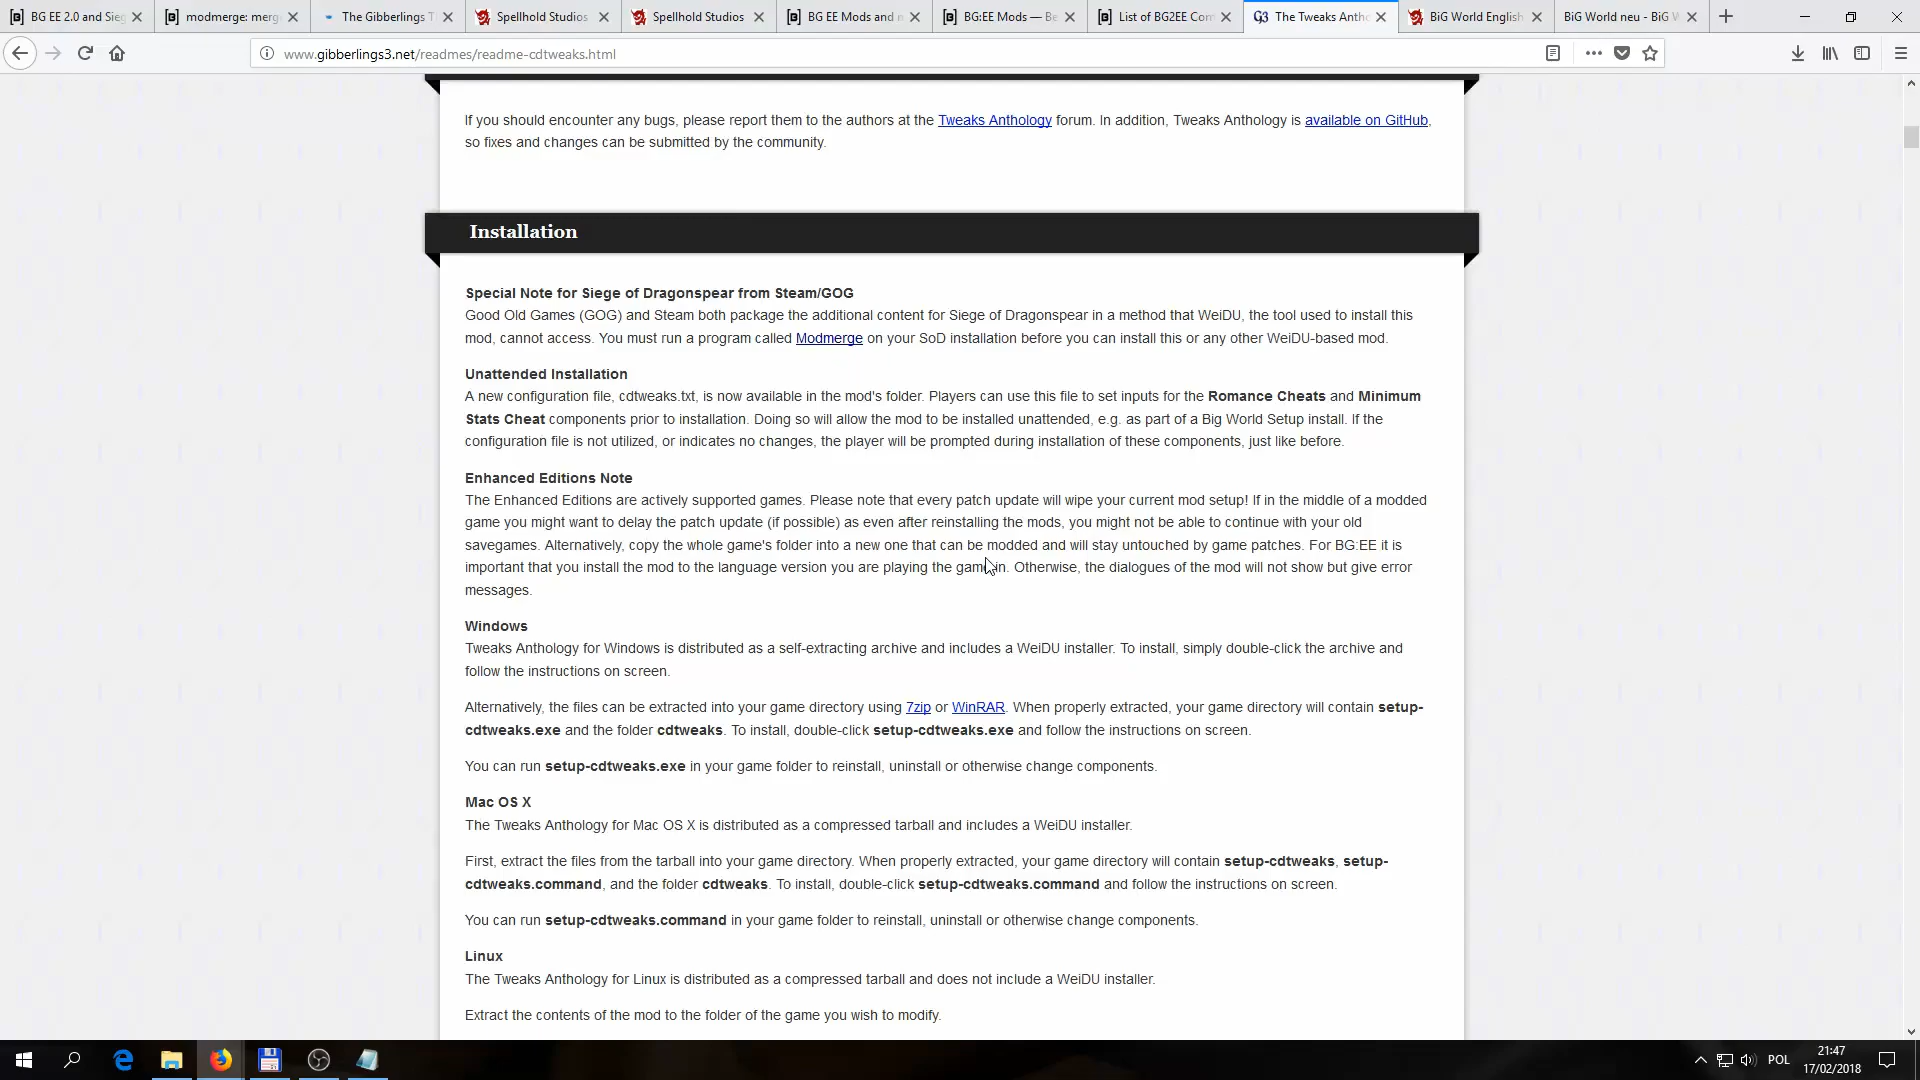 BG EE 2.0 and Sieg
modmerge: merg
The Gibberlings T
Spellhold Studios
Spellhold Studios
BG EE Mods and n
BG:EE Mods — Be
List of BG2EE Com
G3 The Tweaks Antho
BiG World English
BiG World neu - BiG W
www.gibberlings3.net/readmes/readme-cdtweaks.html
If you should encounter any bugs, please report them to the authors at the Tweaks Anthology forum. In addition, Tweaks Anthology is available on GitHub,
so fixes and changes can be submitted by the community.
Installation
Special Note for Siege of Dragonspear from Steam/GOG
Good Old Games (GOG) and Steam both package the additional content for Siege of Dragonspear in a method that WeiDU, the tool used to install this
mod, cannot access. You must run a program called Modmerge on your SoD installation before you can install this or any other WeiDU-based mod.
Unattended Installation
A new configuration file, cdtweaks.txt, is now available in the mod's folder. Players can use this file to set inputs for the Romance Cheats and Minimum
Stats Cheat components prior to installation. Doing so will allow the mod to be installed unattended, e.g. as part of a Big World Setup install. If the
configuration file is not utilized, or indicates no changes, the player will be prompted during installation of these components, just like before.
Enhanced Editions Note
The Enhanced Editions are actively supported games. Please note that every patch update will wipe your current mod setup! If in the middle of a modded
game you might want to delay the patch update (if possible) as even after reinstalling the mods, you might not be able to continue with your old
savegames. Alternatively, copy the whole game's folder into a new one that can be modded and will stay untouched by game patches. For BG:EE it is
important that you install the mod to the language version you are playing the game in. Otherwise, the dialogues of the mod will not show but give error
messages.
Windows
Tweaks Anthology for Windows is distributed as a self-extracting archive and includes a WeiDU installer. To install, simply double-click the archive and
follow the instructions on screen.
Alternatively, the files can be extracted into your game directory using 7zip or WinRAR. When properly extracted, your game directory will contain setup-
cdtweaks.exe and the folder cdtweaks. To install, double-click setup-cdtweaks.exe and follow the instructions on screen.
You can run setup-cdtweaks.exe in your game folder to reinstall, uninstall or otherwise change components.
Mac OS X
The Tweaks Anthology for Mac OS X is distributed as a compressed tarball and includes a WeiDU installer.
First, extract the files from the tarball into your game directory. When properly extracted, your game directory will contain setup-cdtweaks, setup-
cdtweaks.command, and the folder cdtweaks. To install, double-click setup-cdtweaks.command and follow the instructions on screen.
You can run setup-cdtweaks.command in your game folder to reinstall, uninstall or otherwise change components.
Linux
The Tweaks Anthology for Linux is distributed as a compressed tarball and does not include a WeiDU installer.
Extract the contents of the mod to the folder of the game you wish to modify.
POL
21:47
17/02/2018